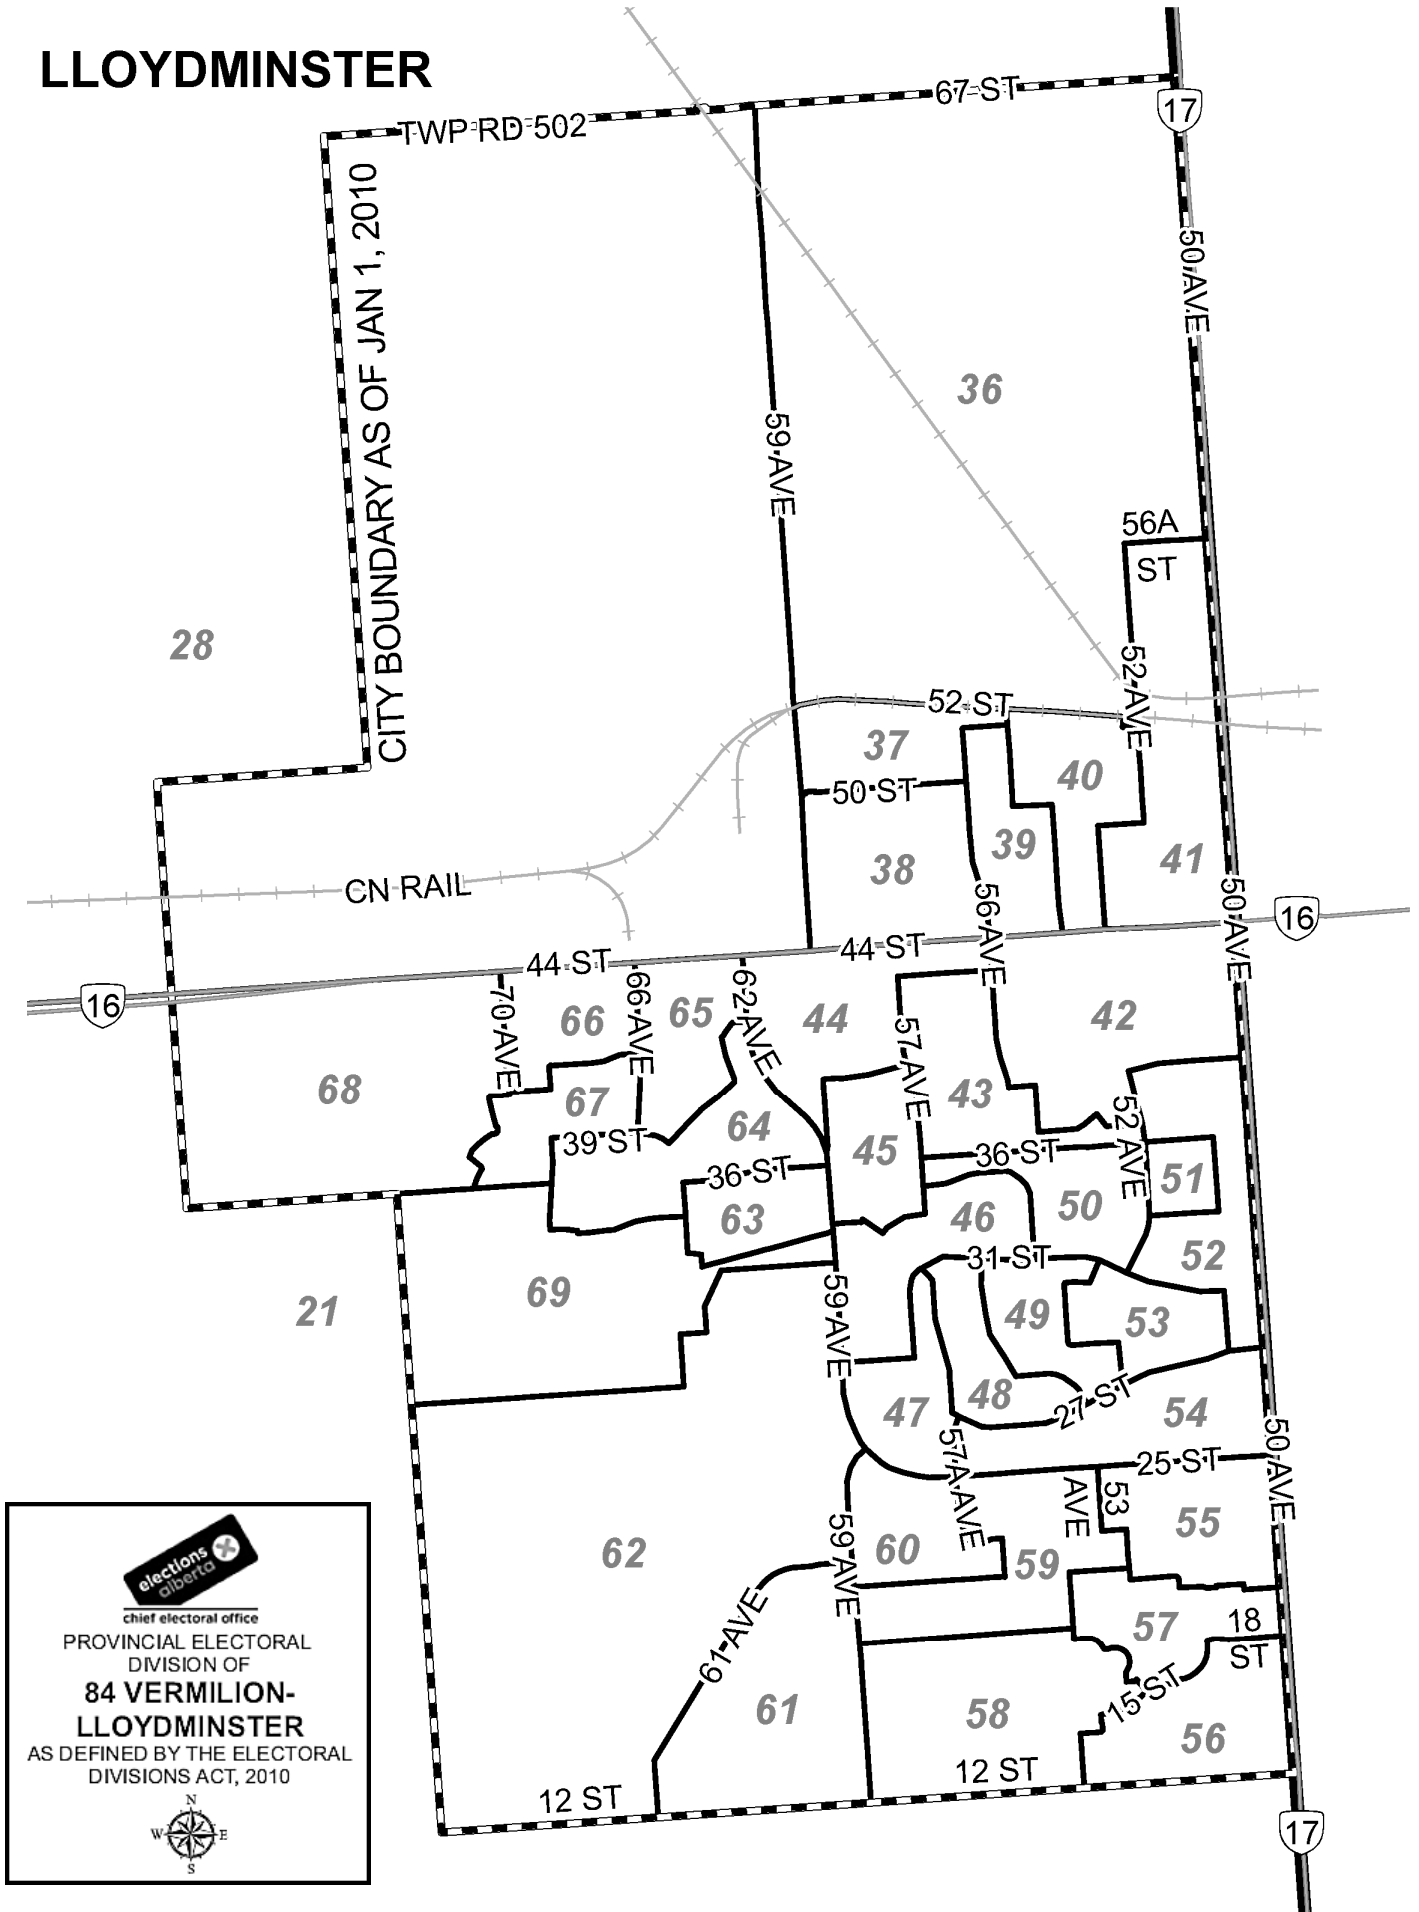 LLOYDMINSTER
67 ST
17
TWP RD 502
CITY BOUNDARY AS OF JAN 1, 2010
50 AVE
36
59 AVE
56A
ST
28
52 AVE
52 ST
37
40
50 ST
39
41
38
CN RAIL
56 AVE
50 AVE
16
44 ST
44 ST
16
70 AVE
66
66 AVE
65
62 AVE
44
57 AVE
42
68
67
43
52 AVE
39 ST
64
45
36 ST
36 ST
51
63
46
50
31 ST
52
69
21
59 AVE
49
53
48
27 ST
47
54
50 AVE
57A AVE
25 ST
53
AVE
55
62
59 AVE
60
59
61 AVE
57
18
ST
15 ST
61
58
56
12 ST
12 ST
17
elections
alberta
chief electoral office
PROVINCIAL ELECTORAL
DIVISION OF
84 VERMILION-
LLOYDMINSTER
AS DEFINED BY THE ELECTORAL
DIVISIONS ACT, 2010
N
W E
S